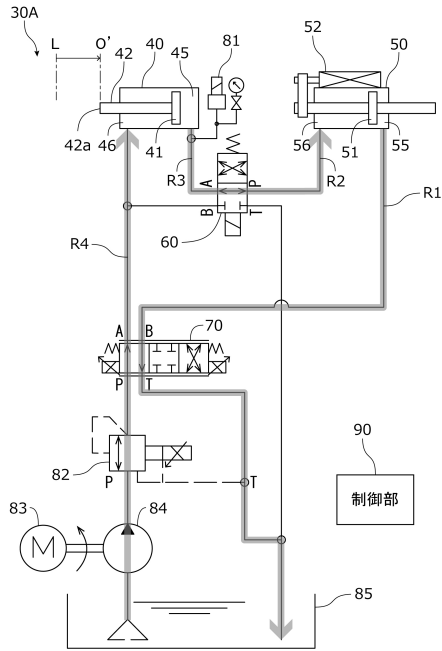 30A
L O'
42 40 45 81 52 50
42a 46 41 56 51 55
R3 A P R2 R1
B T
60
R4
A B 70
P T
82 P T
90
制御部
83 84
M
85